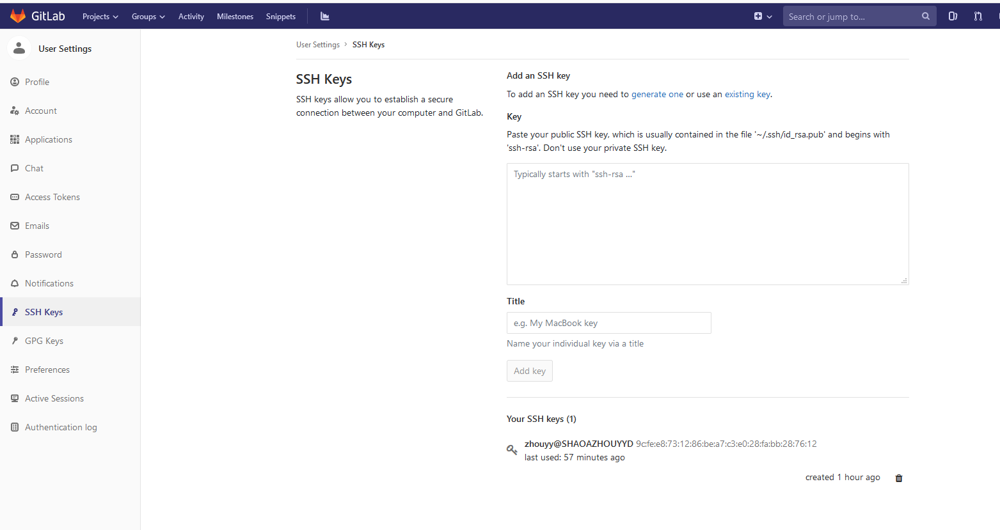 GitLab Projects Groups Activity Milestones Snippets Search or jump to...
User Settings
Profile
Account
Applications
Chat
Access Tokens
Emails
Password
Notifications
SSH Keys
GPG Keys
Preferences
Active Sessions
Authentication log
User Settings > SSH Keys
SSH Keys
SSH keys allow you to establish a secure
connection between your computer and GitLab.
Add an SSH key
To add an SSH key you need to generate one or use an existing key.
Key
Paste your public SSH key, which is usually contained in the file '~/.ssh/id_rsa.pub' and begins with
'ssh-rsa'. Don't use your private SSH key.
Typically starts with "ssh-rsa ..."
Title
e.g. My MacBook key
Name your individual key via a title
Add key
Your SSH keys (1)
zhouyy@SHAOAZHOUYYD 9c:fe:e8:73:12:86:be:a7:c3:e0:28:fa:bb:28:76:12
last used: 57 minutes ago
created 1 hour ago